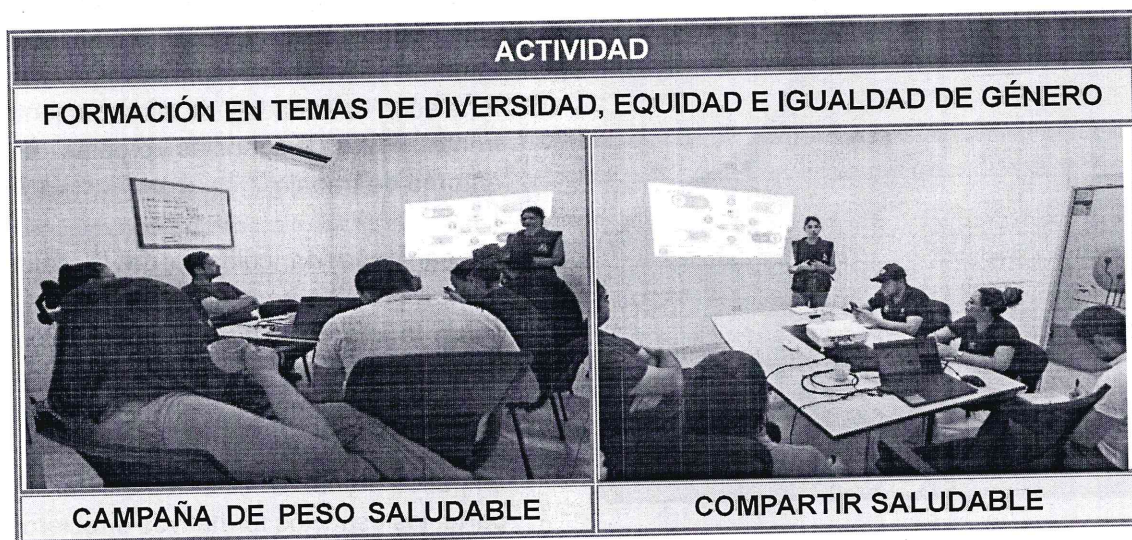 ACTIVIDAD
FORMACIÓN EN TEMAS DE DIVERSIDAD, EQUIDAD E IGUALDAD DE GÉNERO
CAMPAÑA DE PESO SALUDABLE
COMPARTIR SALUDABLE